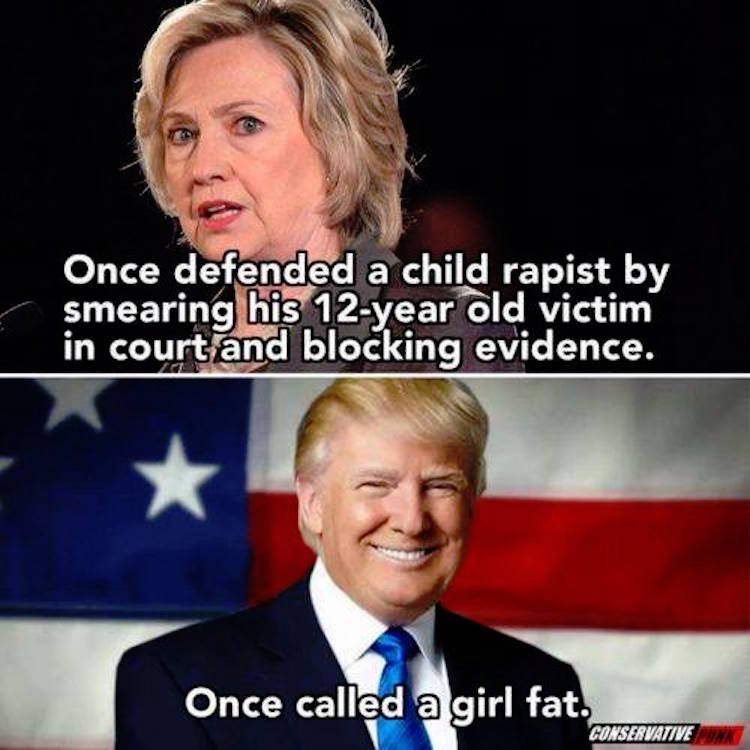 Once defended a child rapist by
smearing his 12-year old victim
in court and blocking evidence.
Once called a girl fat.
CONSERVATIVE PUNK